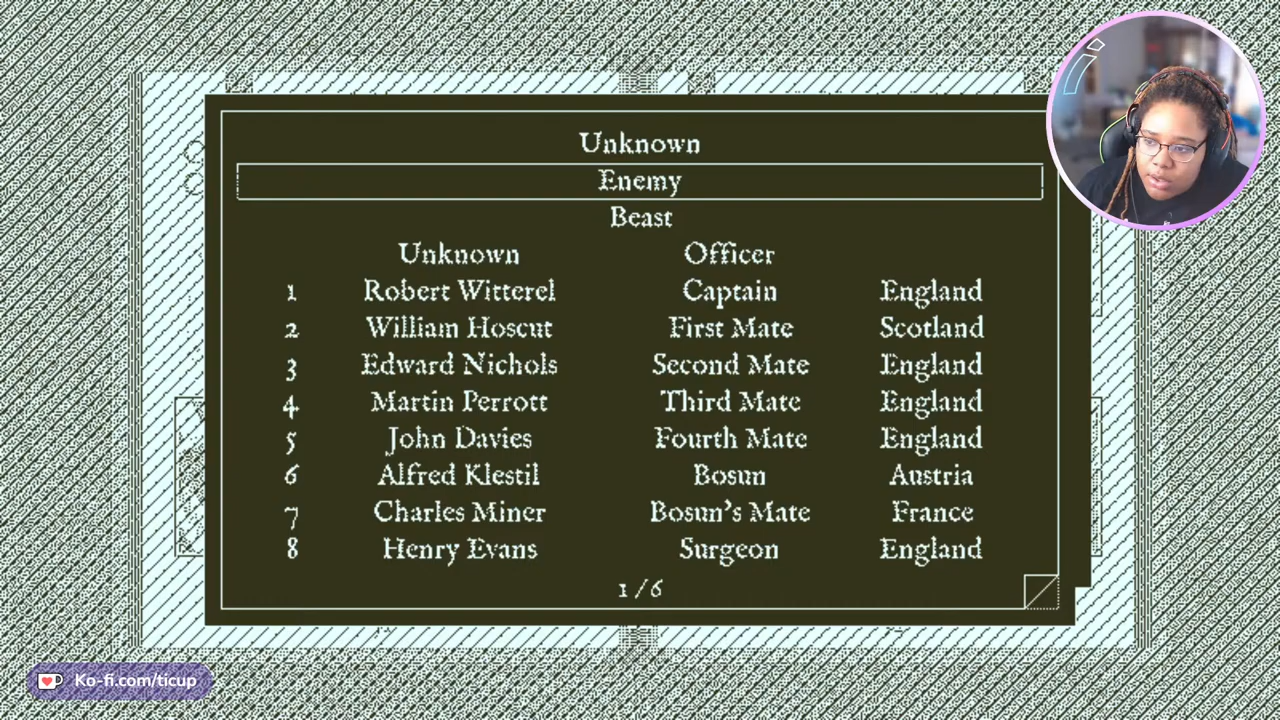 Unknown
Enemy
Beast
Unknown Officer
1 Robert Witterel Captain England
2 William Hoscut First Mate Scotland
3 Edward Nichols Second Mate England
4 Martin Perrott Third Mate England
5 John Davies Fourth Mate England
6 Alfred Klestil Bosun Austria
7 Charles Miner Bosun's Mate France
8 Henry Evans Surgeon England
1/6
Ko-fi.com/ticup